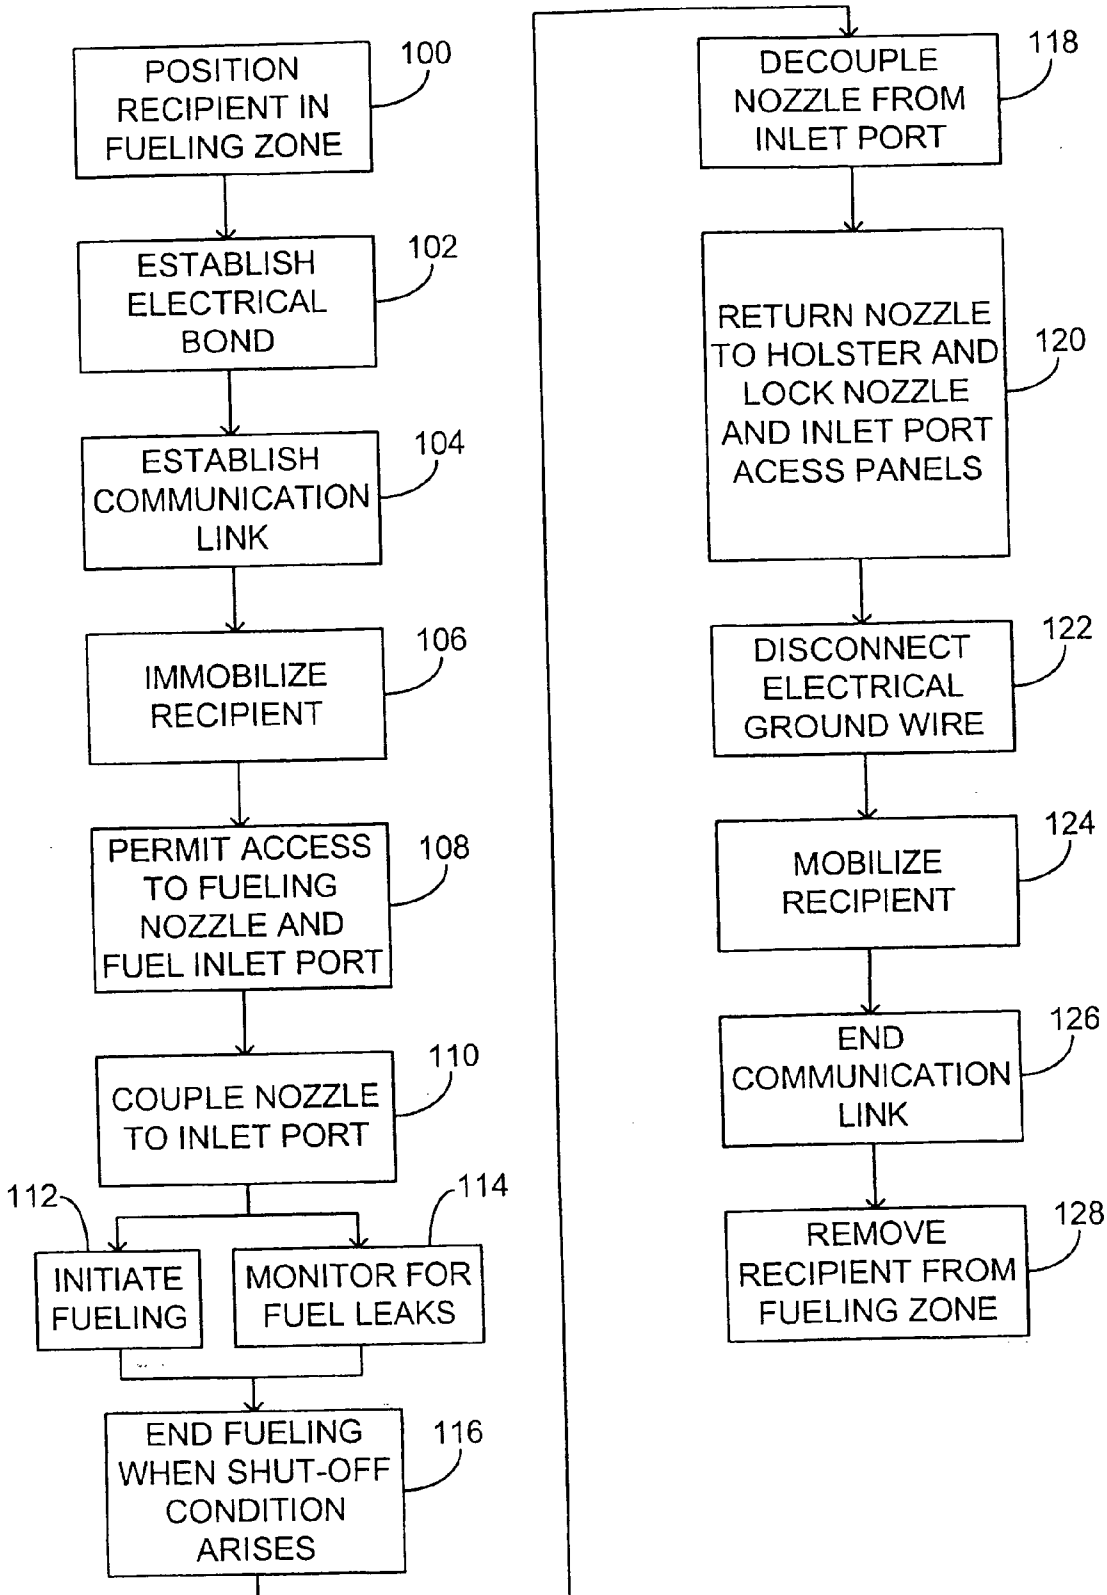 POSITION
RECIPIENT IN
FUELING ZONE
100
ESTABLISH
ELECTRICAL
BOND
102
ESTABLISH
COMMUNICATION
LINK
104
IMMOBILIZE
RECIPIENT
106
PERMIT ACCESS
TO FUELING
NOZZLE AND
FUEL INLET PORT
108
COUPLE NOZZLE
TO INLET PORT
110
112
INITIATE
FUELING
114
MONITOR FOR
FUEL LEAKS
END FUELING
WHEN SHUT-OFF
CONDITION
ARISES
116
DECOUPLE
NOZZLE FROM
INLET PORT
118
RETURN NOZZLE
TO HOLSTER AND
LOCK NOZZLE
AND INLET PORT
ACESS PANELS
120
DISCONNECT
ELECTRICAL
GROUND WIRE
122
MOBILIZE
RECIPIENT
124
END
COMMUNICATION
LINK
126
REMOVE
RECIPIENT FROM
FUELING ZONE
128